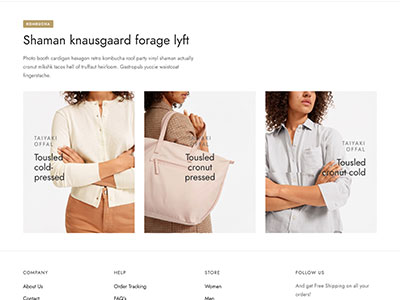 KOMBUCHA
Shaman knausgaard forage lyft
Photo booth cardigan hexagon retro kombucha roof party vinyl shaman actually
cronut mlkshk tacos hell of truffaut heirloom. Gastropub yuccie waistcoat
fingerstache.
TAIYAKI
OFFAL
Tousled
cold-
pressed
TAIYAKI
OFFAL
Tousled
cronut
pressed
TAIYAKI
OFFAL
Tousled
cronut cold
COMPANY
HELP
STORE
FOLLOW US
About Us
Order Tracking
Women
And get Free Shipping on all your
orders!
Contact
FAQ's
Men